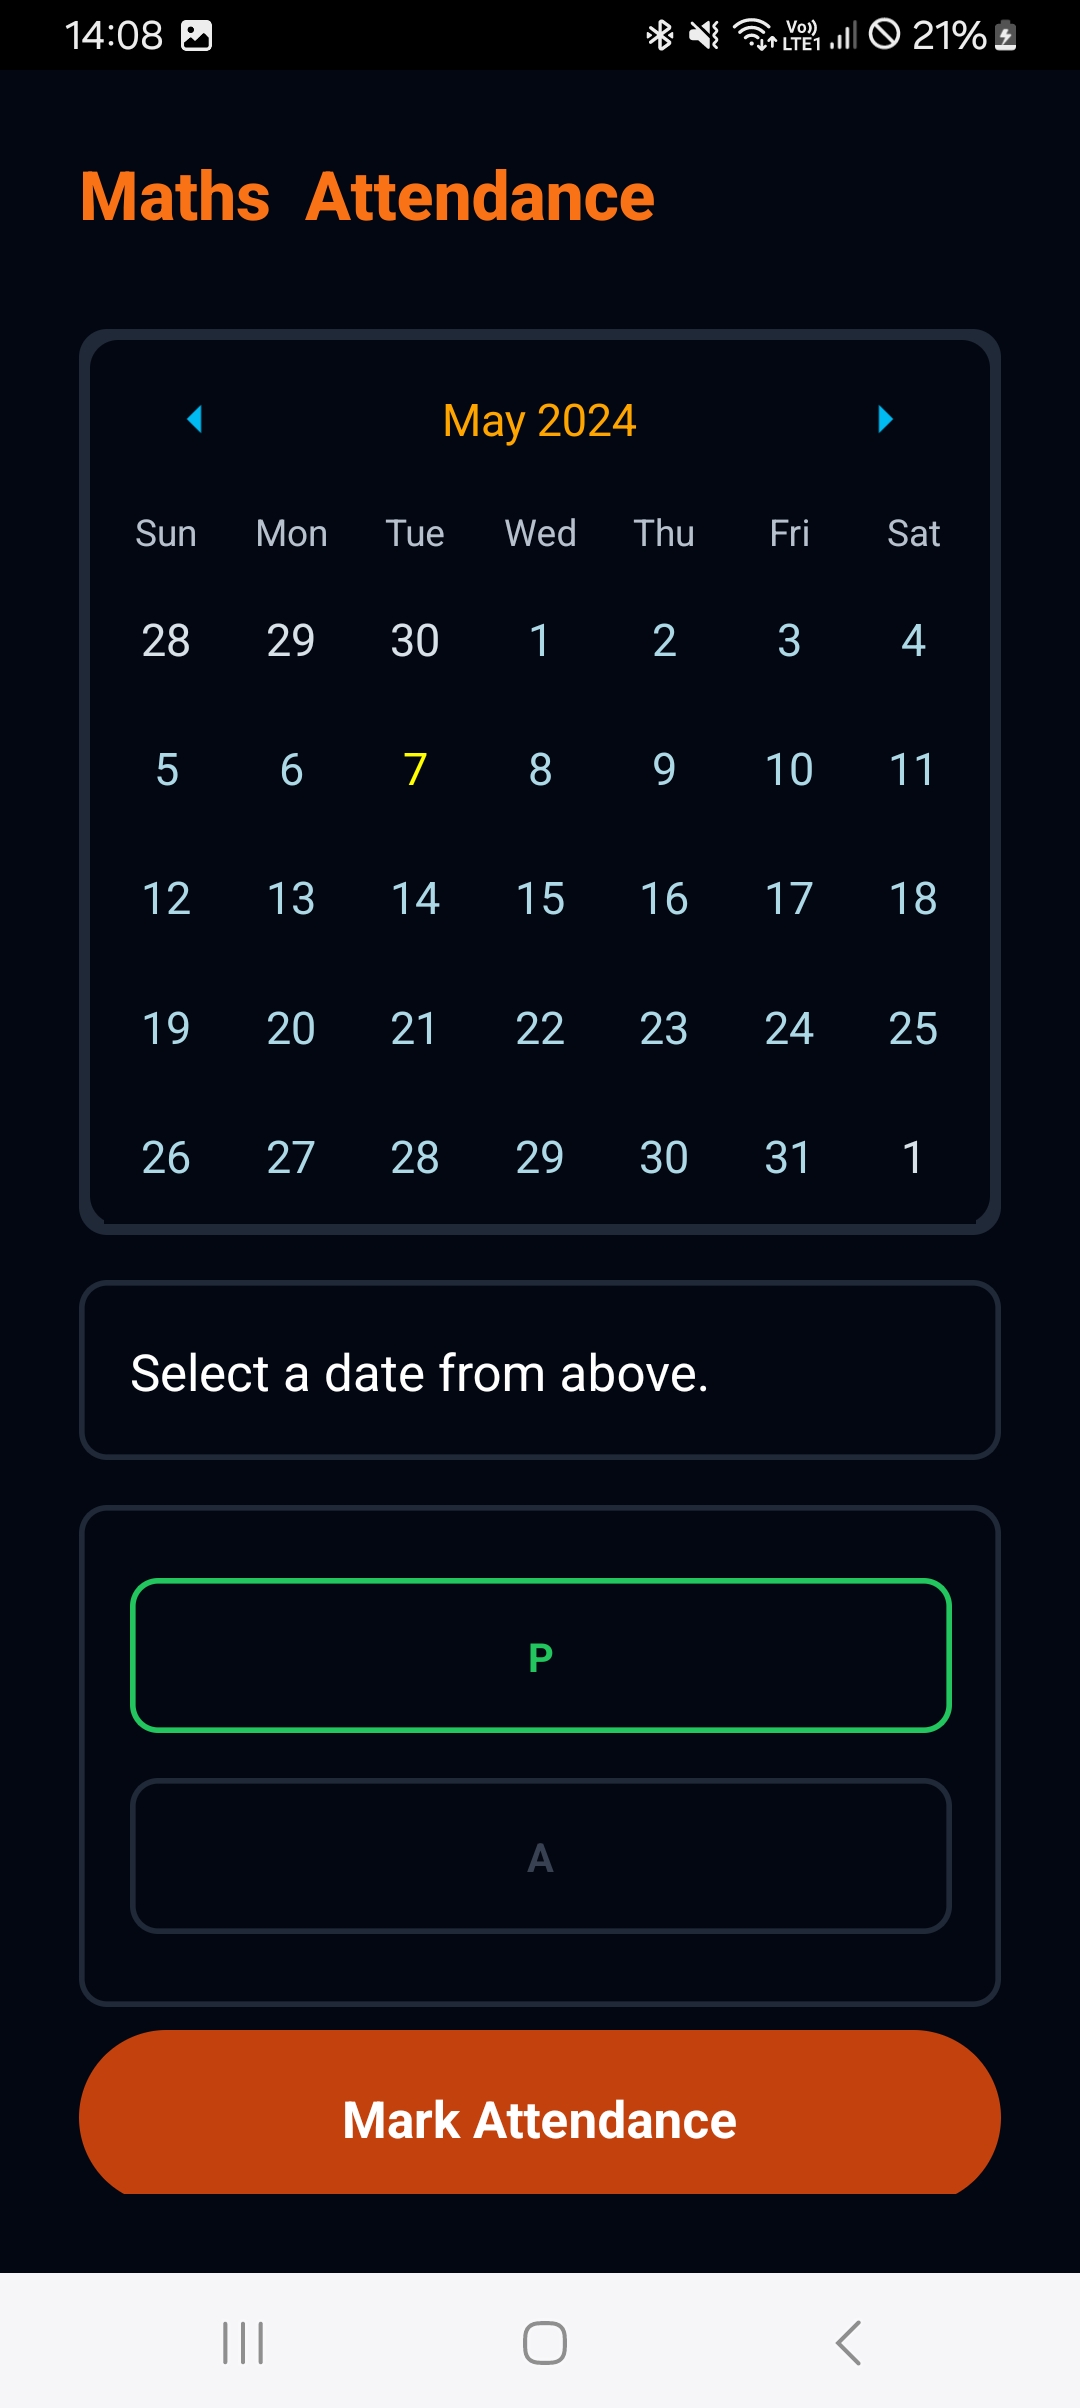 14:08 Vo)) LTE1 21%
Maths Attendance
May 2024
Sun Mon Tue Wed Thu Fri Sat
28 29 30 1 2 3 4
5 6 7 8 9 10 11
12 13 14 15 16 17 18
19 20 21 22 23 24 25
26 27 28 29 30 31 1
Select a date from above.
P
A
Mark Attendance